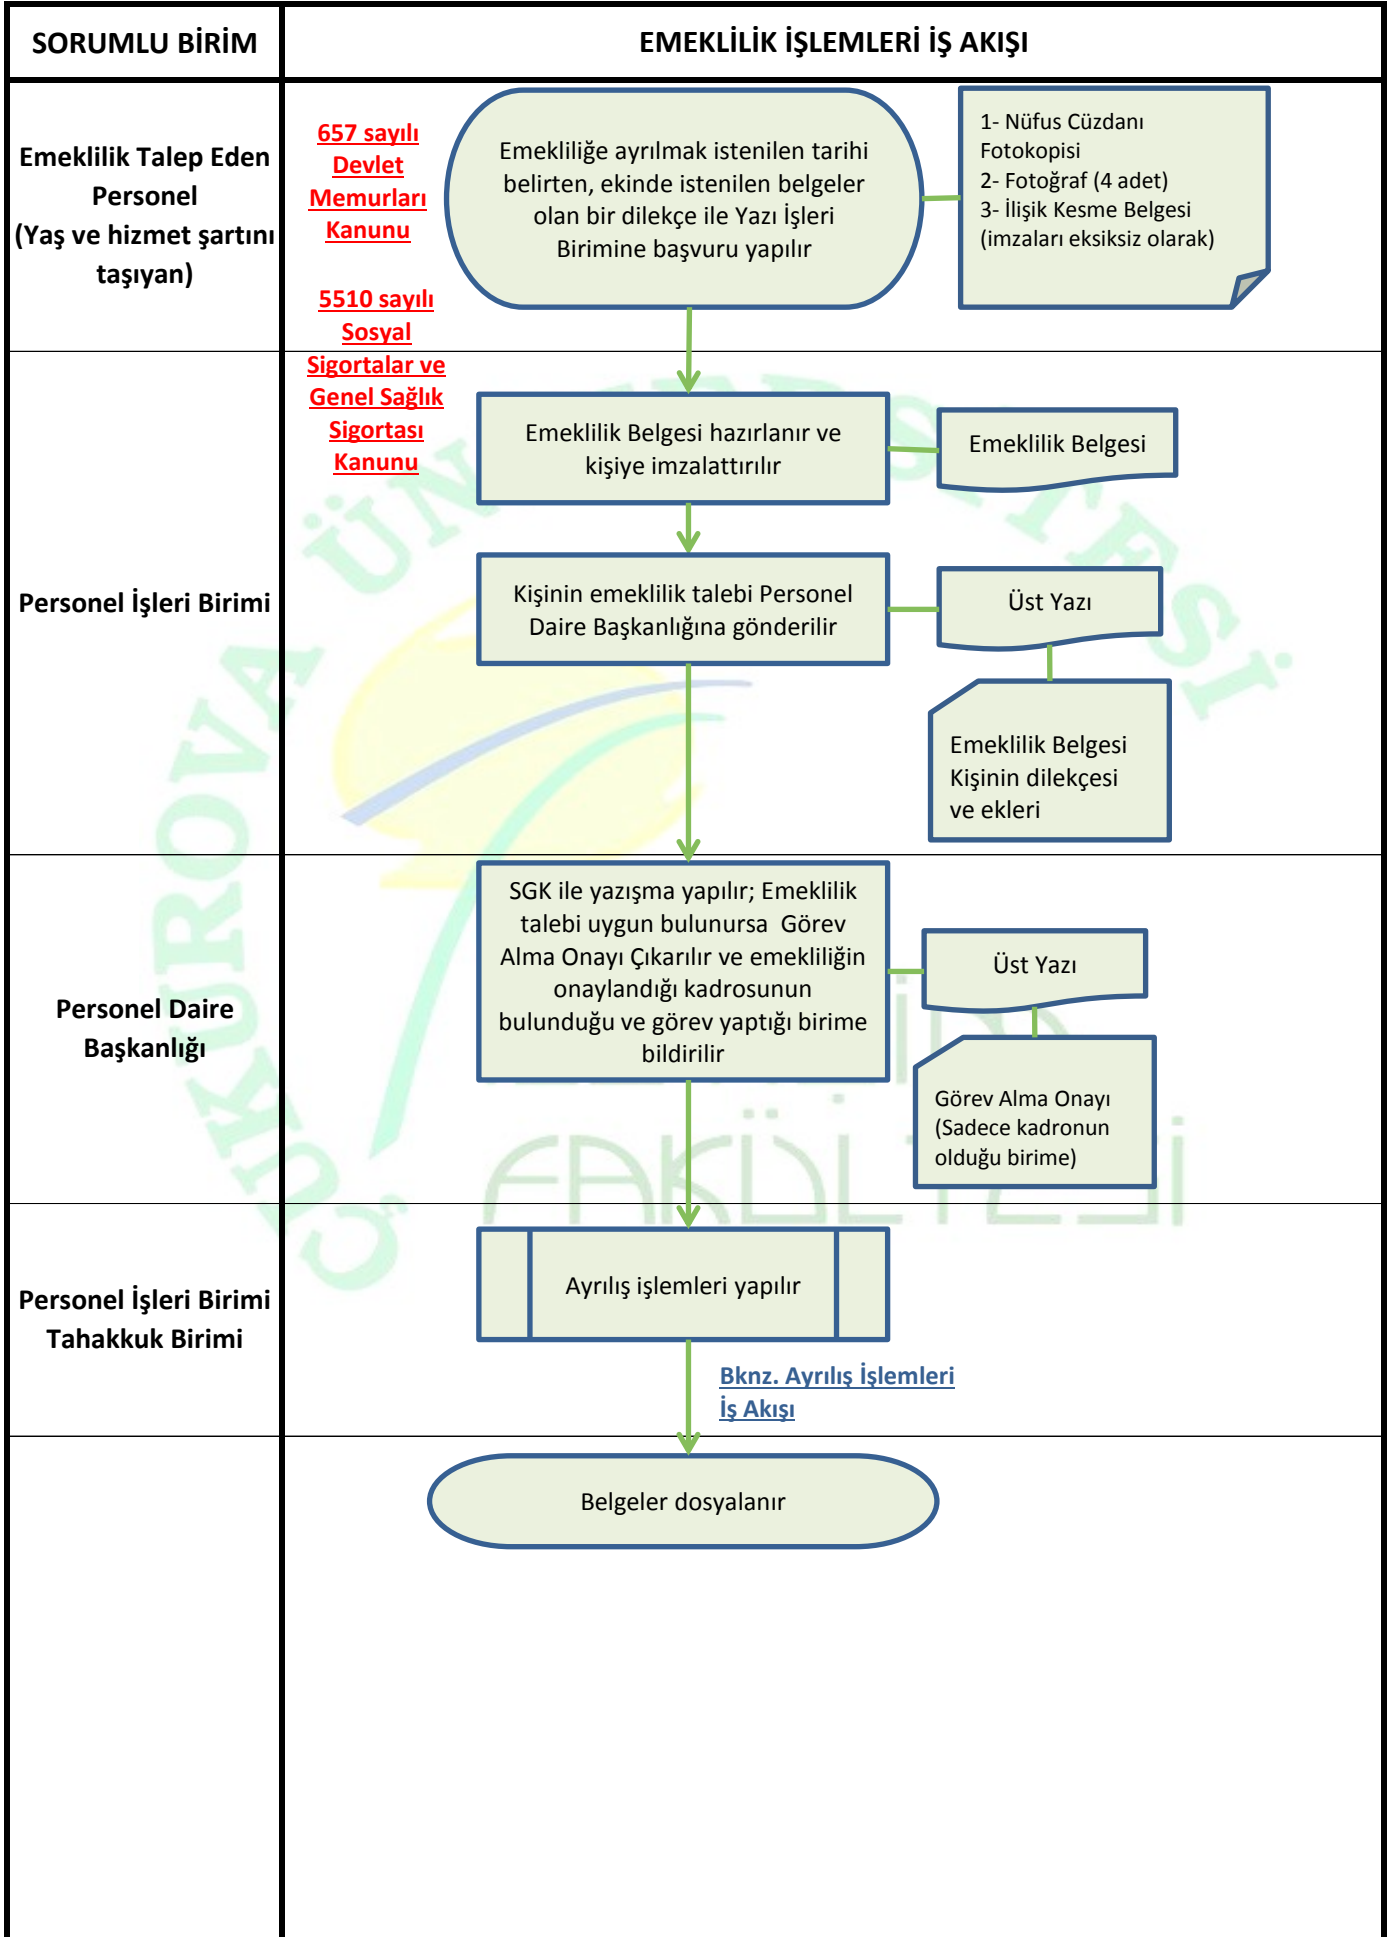 SORUMLU BİRİM
EMEKLİLİK İŞLEMLERİ İŞ AKIŞI
Emeklilik Talep Eden
Personel
(Yaş ve hizmet şartını
taşıyan)
657 sayılı
Devlet
Memurları
Kanunu
5510 sayılı
Sosyal
Sigortalar ve
Genel Sağlık
Sigortası
Kanunu
Emekliliğe ayrılmak istenilen tarihi
belirten, ekinde istenilen belgeler
olan bir dilekçe ile Yazı İşleri
Birimine başvuru yapılır
1- Nüfus Cüzdanı
Fotokopisi
2- Fotoğraf (4 adet)
3- İlişik Kesme Belgesi
(imzaları eksiksiz olarak)
Personel İşleri Birimi
Emeklilik Belgesi hazırlanır ve
kişiye imzalattırılır
Emeklilik Belgesi
Kişinin emeklilik talebi Personel
Daire Başkanlığına gönderilir
Üst Yazı
Emeklilik Belgesi
Kişinin dilekçesi
ve ekleri
Personel Daire
Başkanlığı
SGK ile yazışma yapılır; Emeklilik
talebi uygun bulunursa  Görev
Alma Onayı Çıkarılır ve emekliliğin
onaylandığı kadrosunun
bulunduğu ve görev yaptığı birime
bildirilir
Üst Yazı
Görev Alma Onayı
(Sadece kadronun
olduğu birime)
Personel İşleri Birimi
Tahakkuk Birimi
Ayrılış işlemleri yapılır
Bknz. Ayrılış İşlemleri
İş Akışı
Belgeler dosyalanır
ÇUKUROVA
FAKÜLTESİ